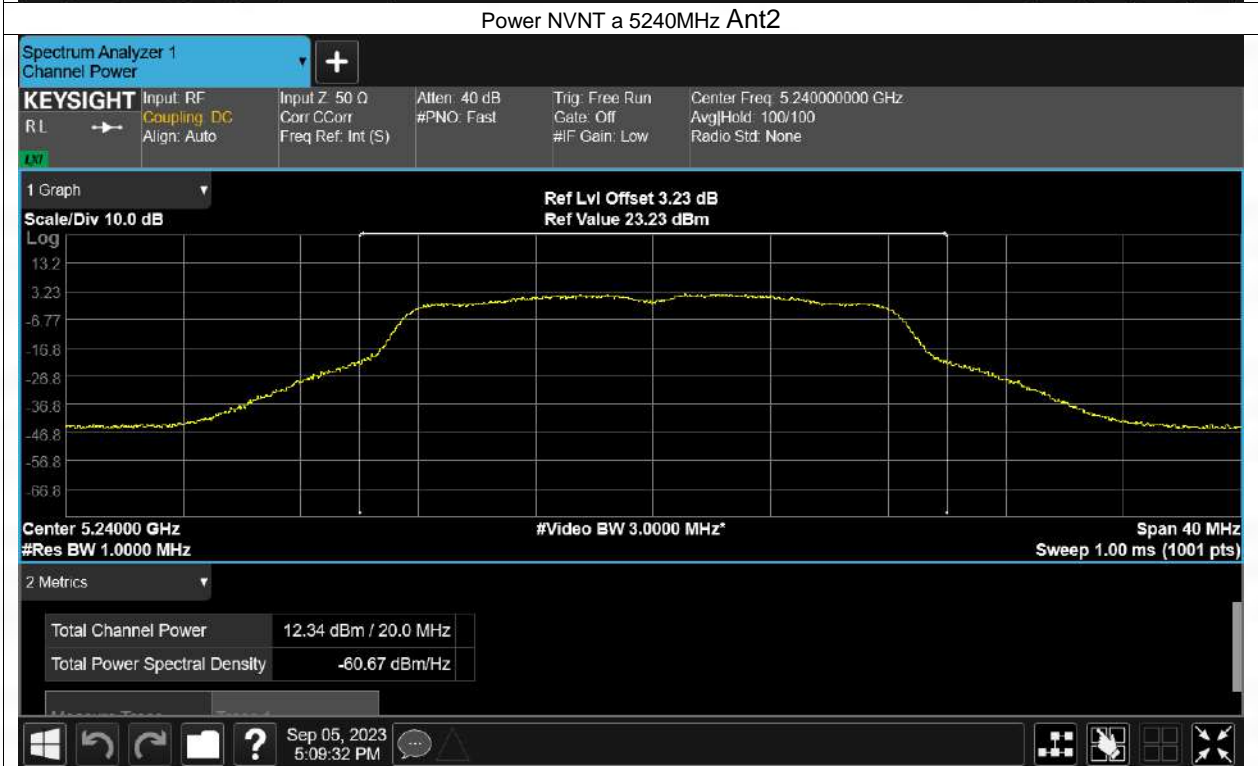 Power NVNT a 5240MHz Ant2
Spectrum Analyzer 1
Channel Power
KEYSIGHT
R L
LXI
Input: RF
Coupling: DC
Align: Auto
Input Z: 50 Ω
Corr CCorr
Freq Ref: Int (S)
Atten: 40 dB
#PNO: Fast
Trig: Free Run
Gate: Off
#IF Gain: Low
Center Freq: 5.240000000 GHz
Avg|Hold: 100/100
Radio Std: None
1 Graph
Scale/Div 10.0 dB
Ref Lvl Offset 3.23 dB
Ref Value 23.23 dBm
Log
13.2
3.23
-6.77
-16.8
-26.8
-36.8
-46.8
-56.8
-66.8
Center 5.24000 GHz
#Res BW 1.0000 MHz
#Video BW 3.0000 MHz*
Span 40 MHz
Sweep 1.00 ms (1001 pts)
2 Metrics
Total Channel Power 12.34 dBm / 20.0 MHz
Total Power Spectral Density -60.67 dBm/Hz
?
Sep 05, 2023
5:09:32 PM